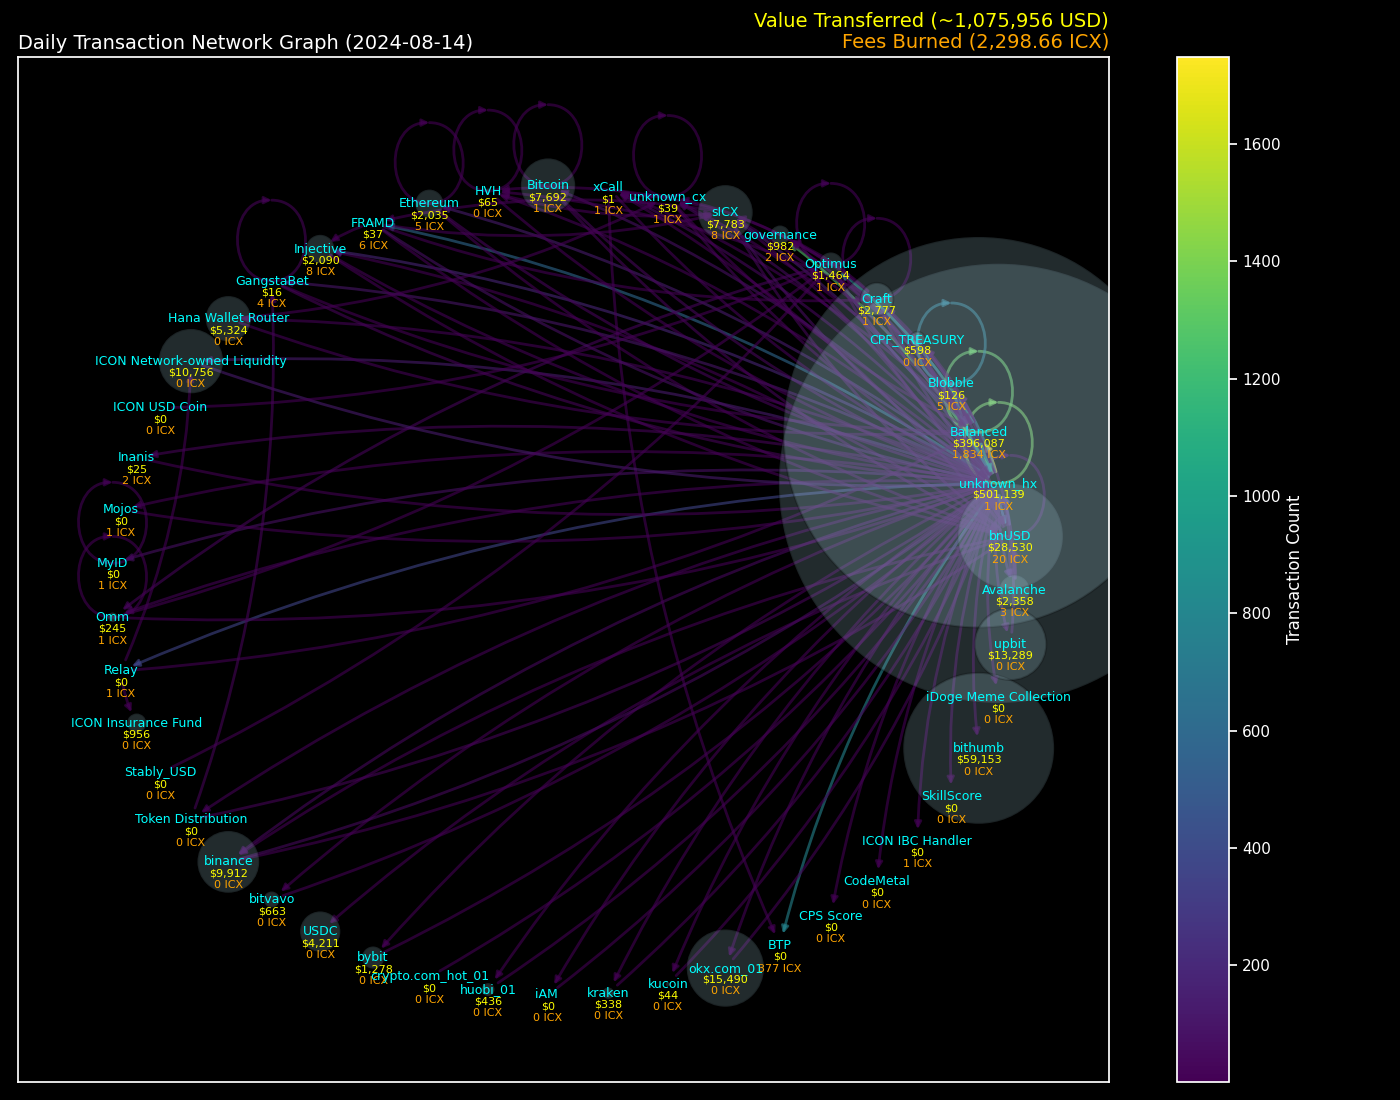 Value Transferred (~1,075,956 USD)
Daily Transaction Network Graph (2024-08-14)
Fees Burned (2,298.66 ICX)
Bitcoin
$7,692
1 ICX
xCall
$1
1 ICX
HVH
$65
0 ICX
unknown_cx
$39
1 ICX
Ethereum
$2,035
5 ICX
sICX
$7,783
8 ICX
FRAMD
$37
6 ICX
governance
$982
2 ICX
Injective
$2,090
8 ICX
Optimus
$1,464
1 ICX
GangstaBet
$16
4 ICX
Craft
$2,777
1 ICX
Hana Wallet Router
$5,324
0 ICX
CPF_TREASURY
$598
0 ICX
ICON Network-owned Liquidity
$10,756
0 ICX
Blobble
$126
5 ICX
ICON USD Coin
$0
0 ICX
Balanced
$396,087
1,834 ICX
Inanis
$25
2 ICX
unknown_hx
$501,139
1 ICX
Mojos
$0
1 ICX
bnUSD
$28,530
20 ICX
MyID
$0
1 ICX
Avalanche
$2,358
3 ICX
Omm
$245
1 ICX
upbit
$13,289
0 ICX
Relay
$0
1 ICX
iDoge Meme Collection
$0
0 ICX
ICON Insurance Fund
$956
0 ICX
bithumb
$59,153
0 ICX
Stably_USD
$0
0 ICX
SkillScore
$0
0 ICX
Token Distribution
$0
0 ICX
ICON IBC Handler
$0
1 ICX
binance
$9,912
0 ICX
CodeMetal
$0
0 ICX
bitvavo
$663
0 ICX
CPS Score
$0
0 ICX
USDC
$4,211
0 ICX
BTP
$0
377 ICX
bybit
$1,278
0 ICX
okx.com_01
$15,490
0 ICX
crypto.com_hot_01
$0
0 ICX
kucoin
$44
0 ICX
huobi_01
$436
0 ICX
iAM
$0
0 ICX
kraken
$338
0 ICX
1600
1400
1200
1000
800
600
400
200
Transaction Count